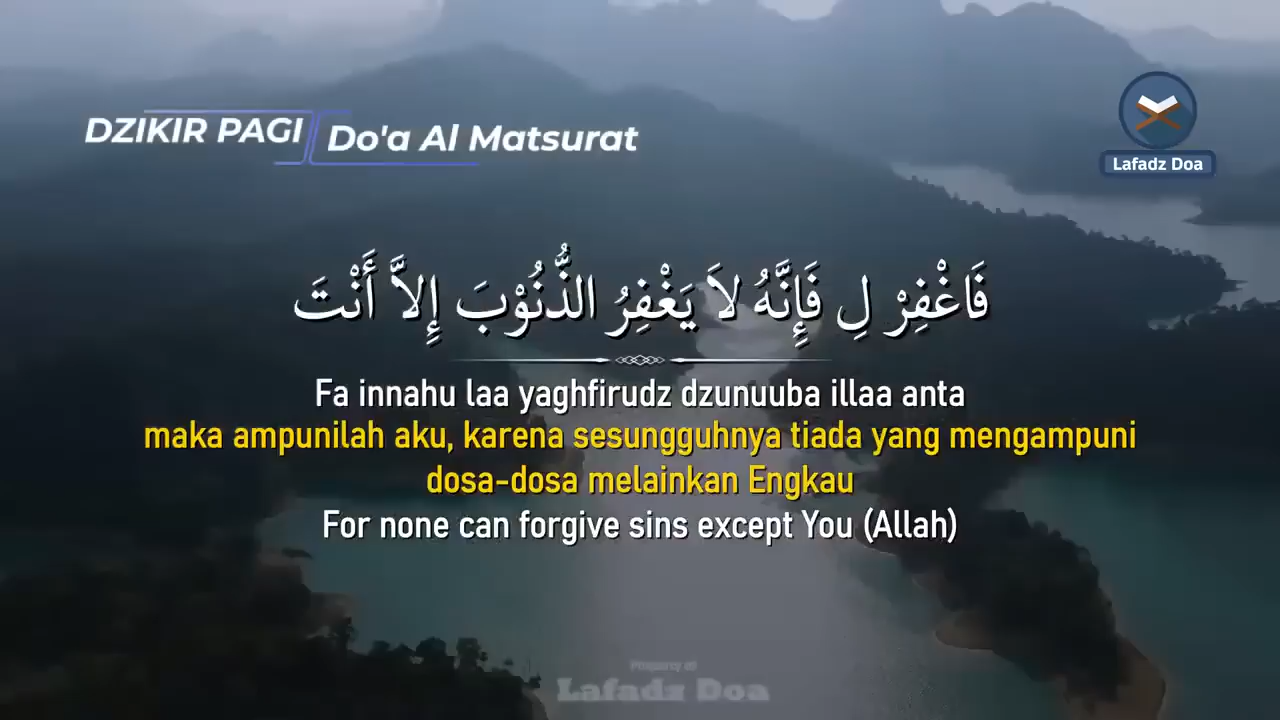 DZIKIR PAGI
Do'a Al Matsurat
Lafadz Doa
فَاغْفِرْ لِ فَإِنَّهُ لاَ يَغْفِرُ الذُّنُوْبَ إِلاَّ أَنْتَ
Fa innahu laa yaghfirudz dzunuuba illaa anta
maka ampunilah aku, karena sesungguhnya tiada yang mengampuni
dosa-dosa melainkan Engkau
For none can forgive sins except You (Allah)
Property of
Lafadz Doa